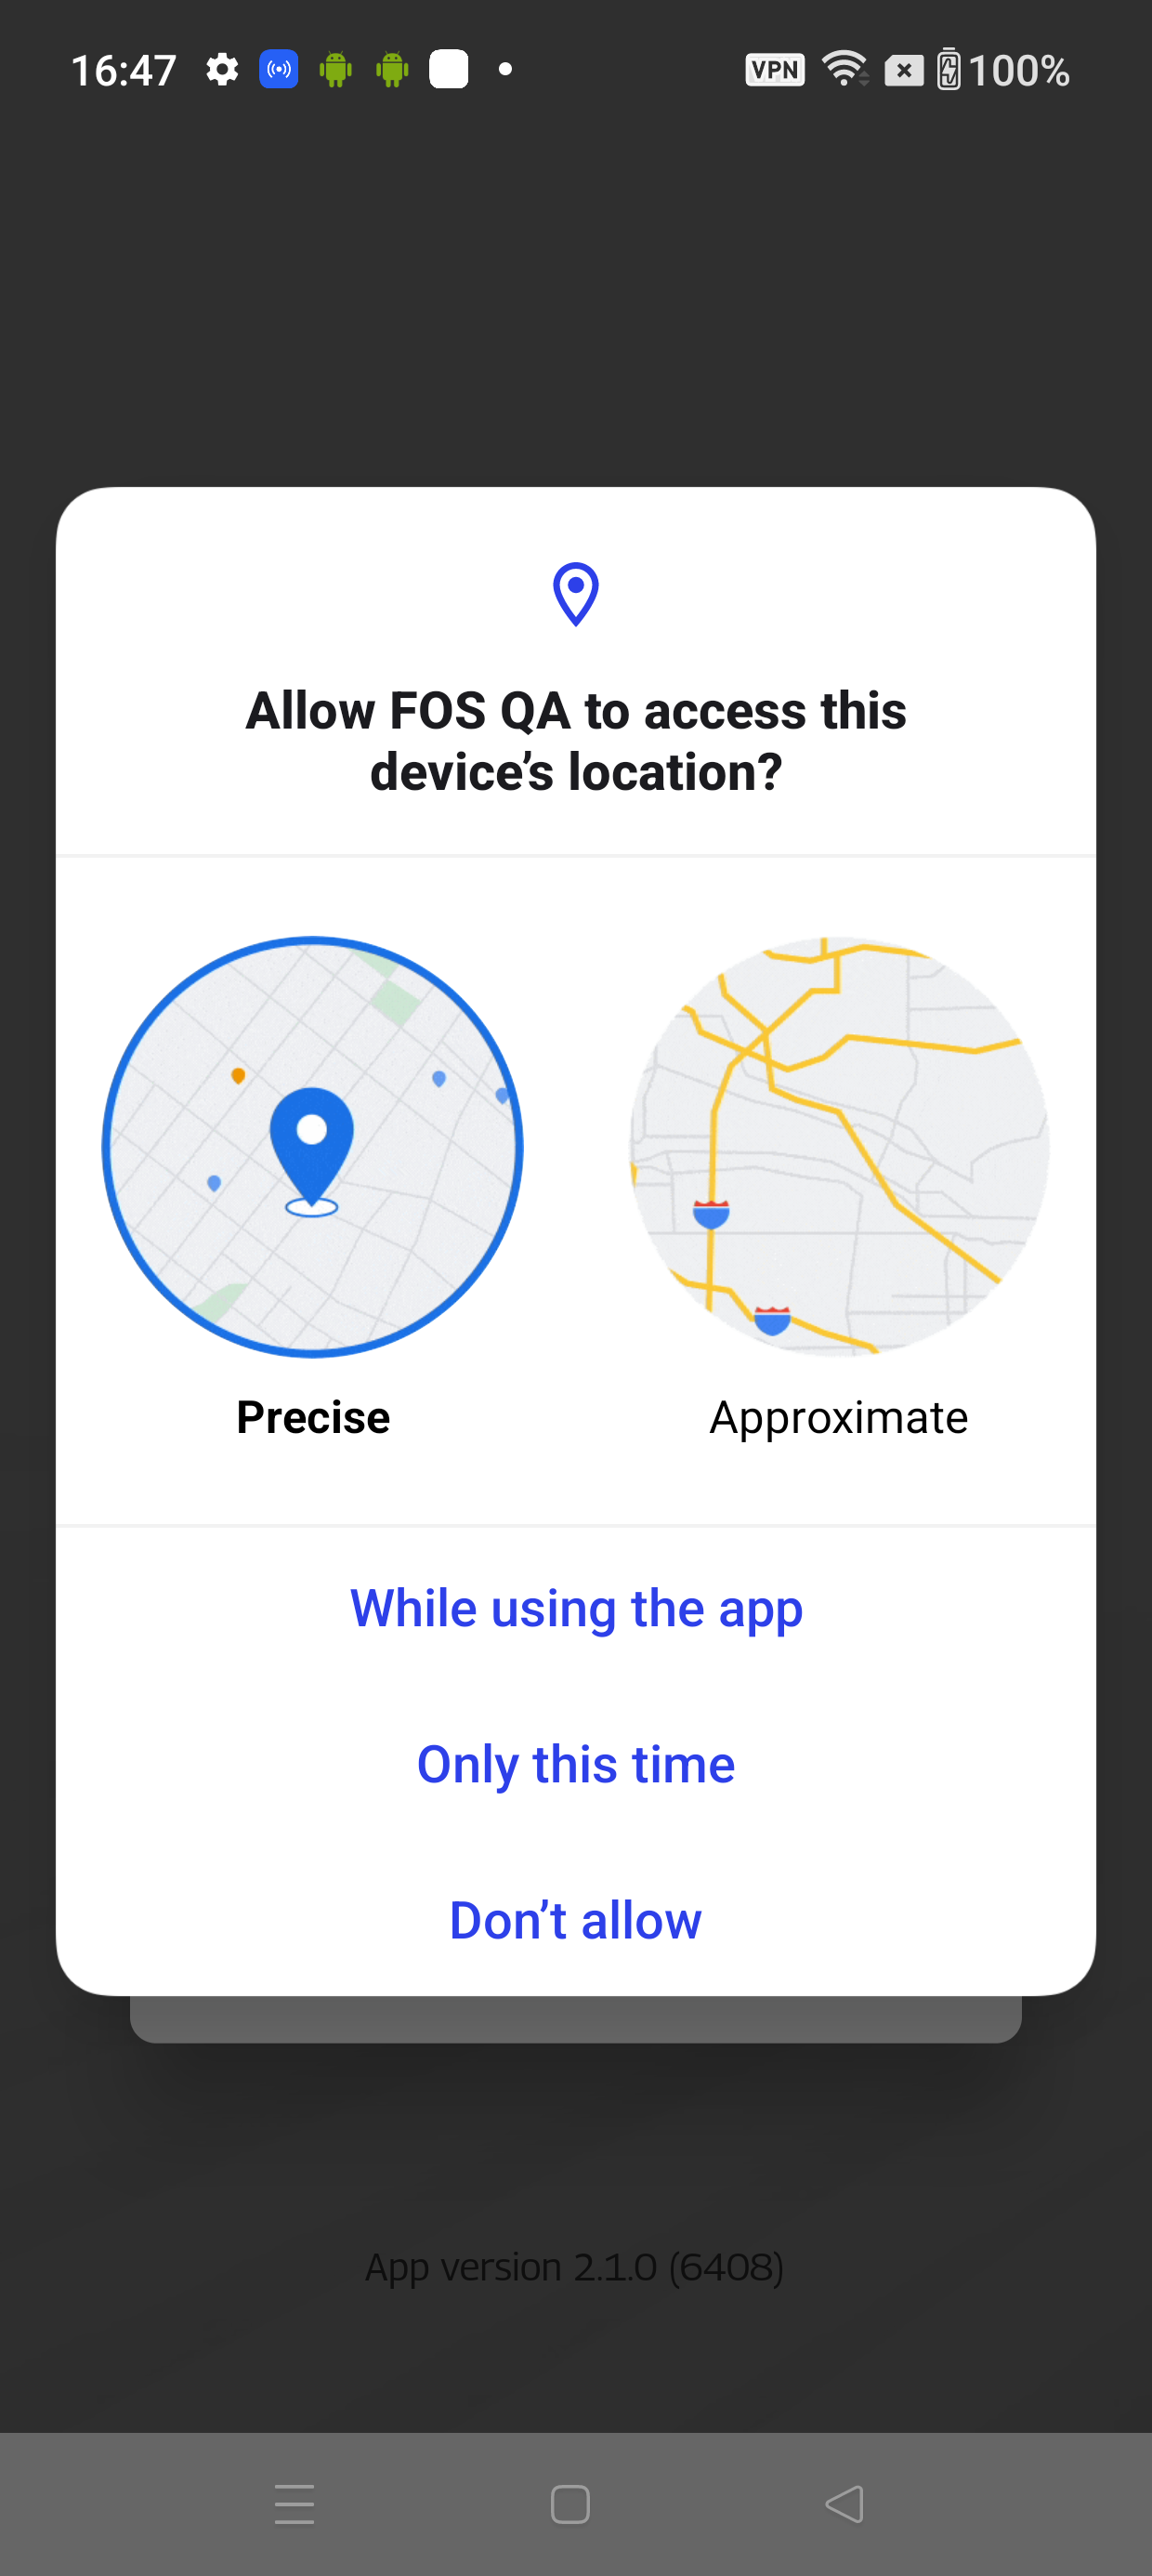 16:47 VPN 100%
Allow FOS QA to access this
device’s location?
Precise Approximate
While using the app
Only this time
Don’t allow
App version 2.1.0 (6408)